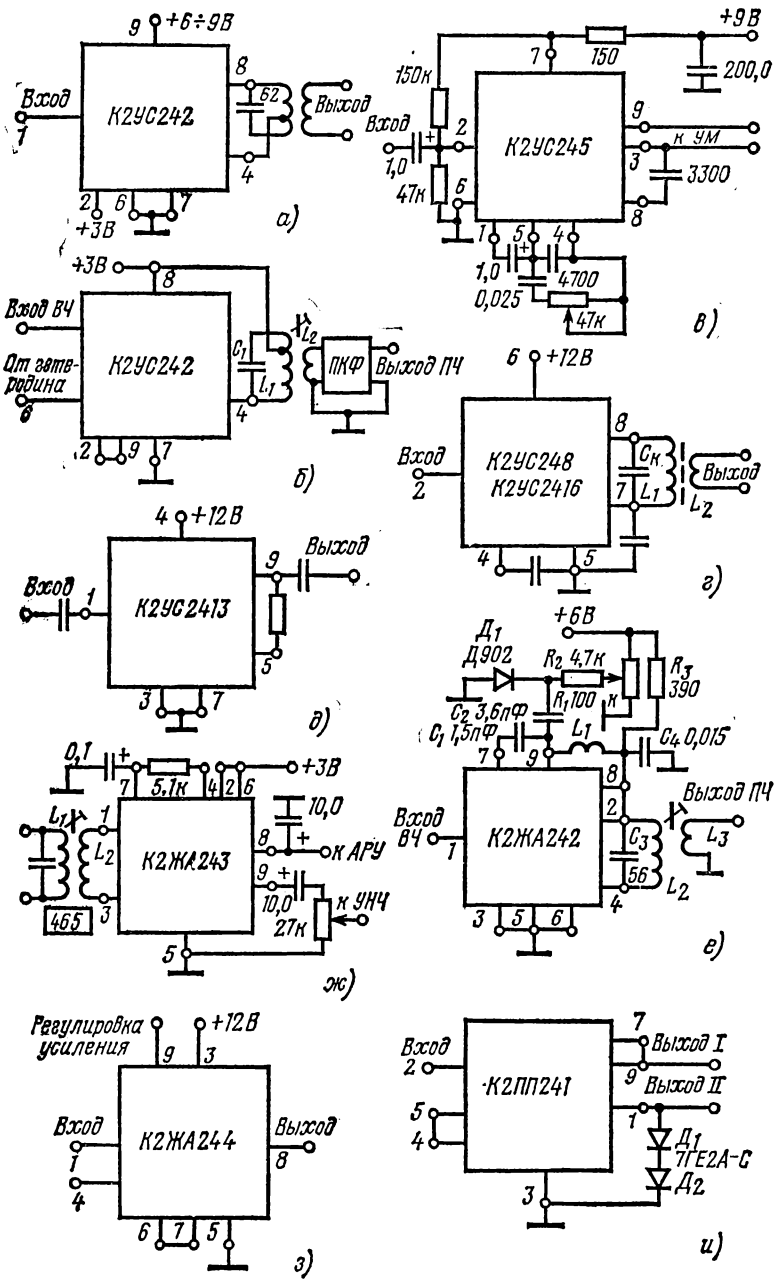 9 +6÷9В
8
Вход
1
К2УС242
62
Выход
4
2 6 7
+3В
а)
+9В
7
150
200,0
150к
Вход
+
2
К2УС245
9
к УМ
3
1,0
47к
6
3300
8
1 5 4
+
1,0
4700
0,025
47к
в)
+3В
8
Вход ВЧ
От гете-
родина
6
К2УС242
C1
L1
L2
ПКФ
Выход ПЧ
4
2 9 7
б)
6 +12В
8
Вход
2
К2УС248
К2УС2416
Cк
7
L1
L2
Выход
4 5
г)
4 +12В
Вход
1
К2УС2413
9
Выход
5
3 7
д)
+6В
Д1
Д902
R2 4,7к
R3
390
R1 100
к
C2 3,6пФ
C1 1,5пФ
L1
C4 0,015
7 9
8
Вход
ВЧ
1
К2ЖА242
2
C3
56
4
L2
L3
Выход ПЧ
3 5 6
е)
0,1
+
7
5,1к
4 2 6
+3В
L1
1
L2
3
465
К2ЖА243
10,0
+
8
к АРУ
9
+
10,0
27к
к УНЧ
5
ж)
Регулировка
усиления
9
+12В
3
Вход
1
4
К2ЖА244
Выход
8
6 7 5
з)
Вход
2
5
4
К2ПП241
7
Выход I
9
Выход II
1
Д1
7ГЕ2А-С
Д2
3
и)